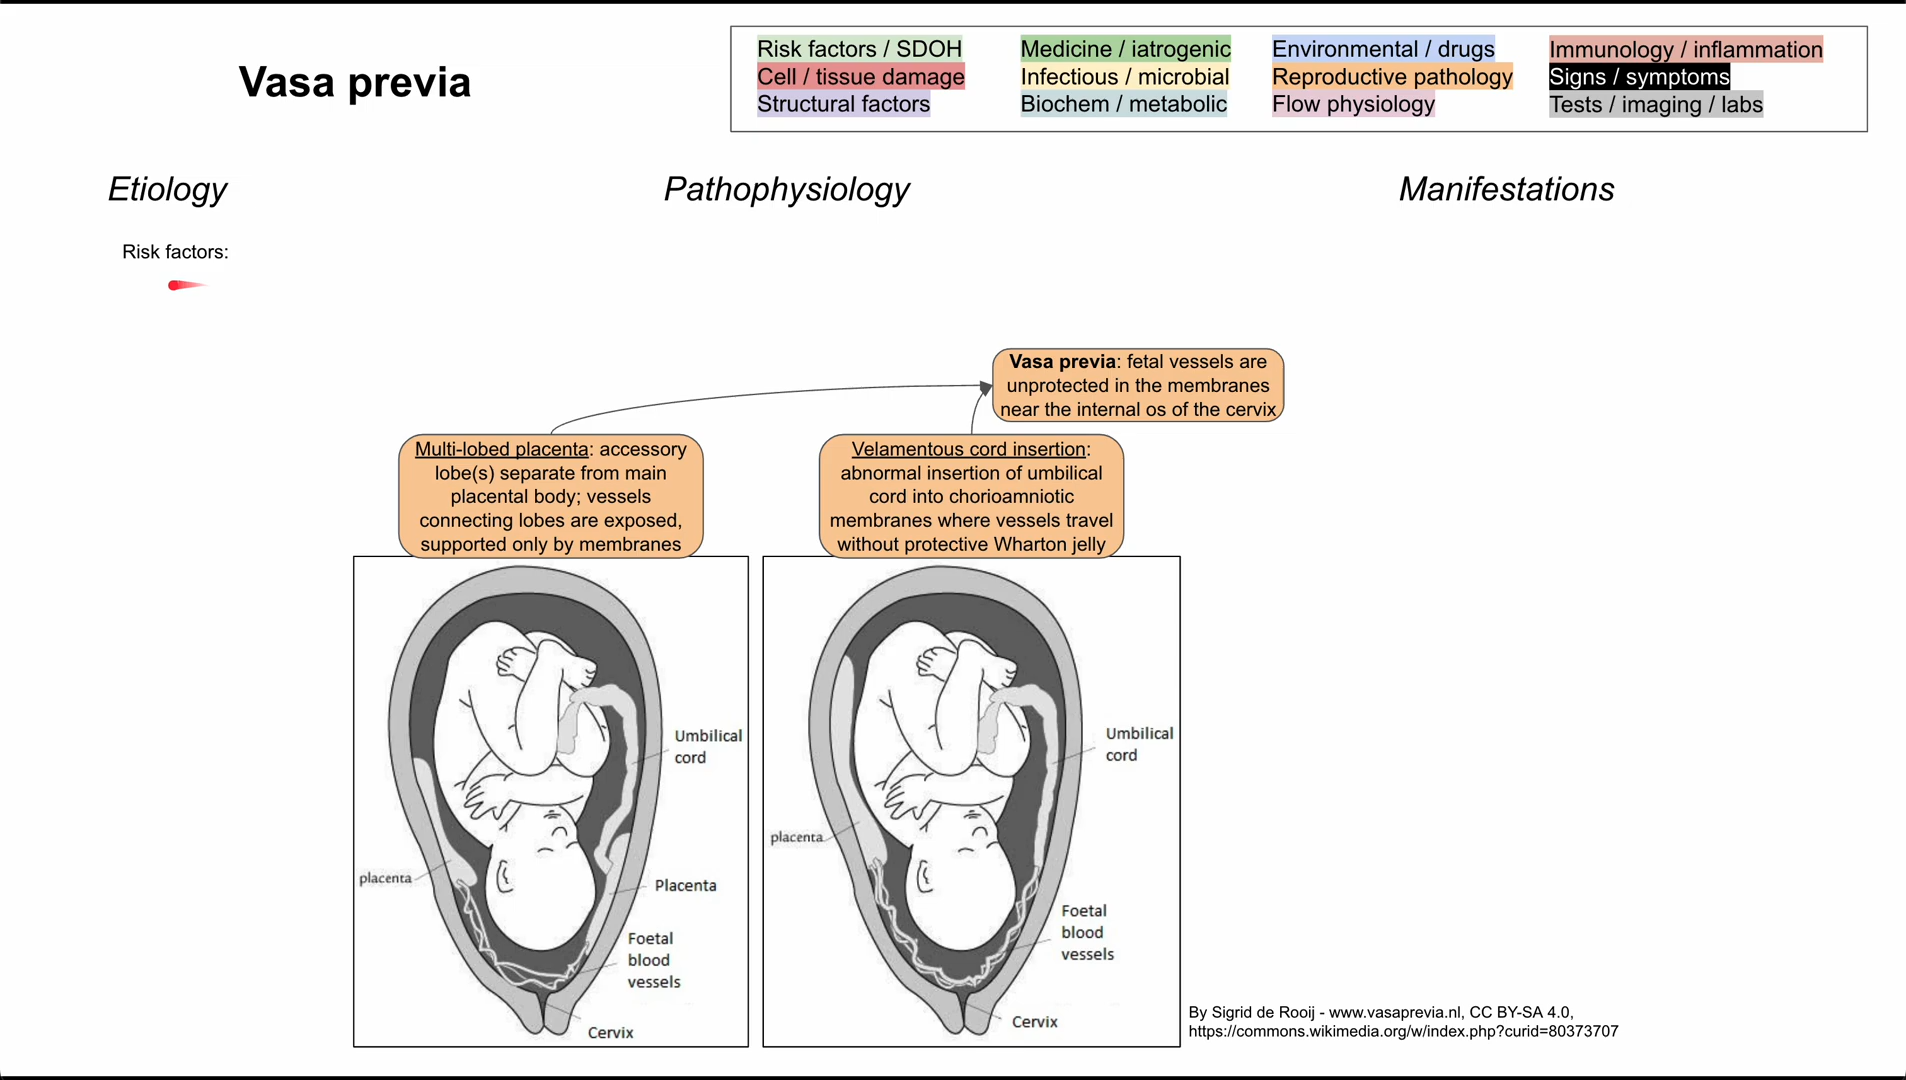 Vasa previa
Risk factors / SDOH
Cell / tissue damage
Structural factors
Medicine / iatrogenic
Infectious / microbial
Biochem / metabolic
Environmental / drugs
Reproductive pathology
Flow physiology
Immunology / inflammation
Signs / symptoms
Tests / imaging / labs
Etiology
Pathophysiology
Manifestations
Risk factors:
Vasa previa: fetal vessels are
unprotected in the membranes
near the internal os of the cervix
Multi-lobed placenta: accessory
lobe(s) separate from main
placental body; vessels
connecting lobes are exposed,
supported only by membranes
Velamentous cord insertion:
abnormal insertion of umbilical
cord into chorioamniotic
membranes where vessels travel
without protective Wharton jelly
Umbilical
cord
placenta
Placenta
Foetal
blood
vessels
Cervix
Umbilical
cord
placenta
Foetal
blood
vessels
Cervix
By Sigrid de Rooij - www.vasaprevia.nl, CC BY-SA 4.0,
https://commons.wikimedia.org/w/index.php?curid=80373707